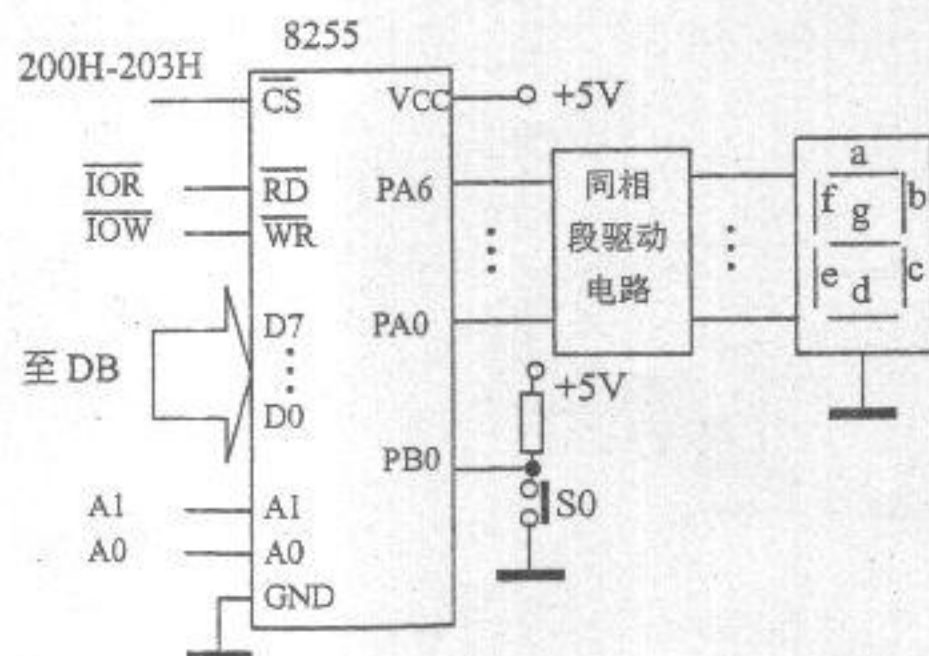 8255
200H-203H
CS
VCC
+5V
IOR
RD
PA6
IOW
WR
同相
段驱动
电路
a
f
g
b
e
d
c
至 DB
D7
D0
PA0
+5V
PB0
S0
A1
A1
A0
A0
GND